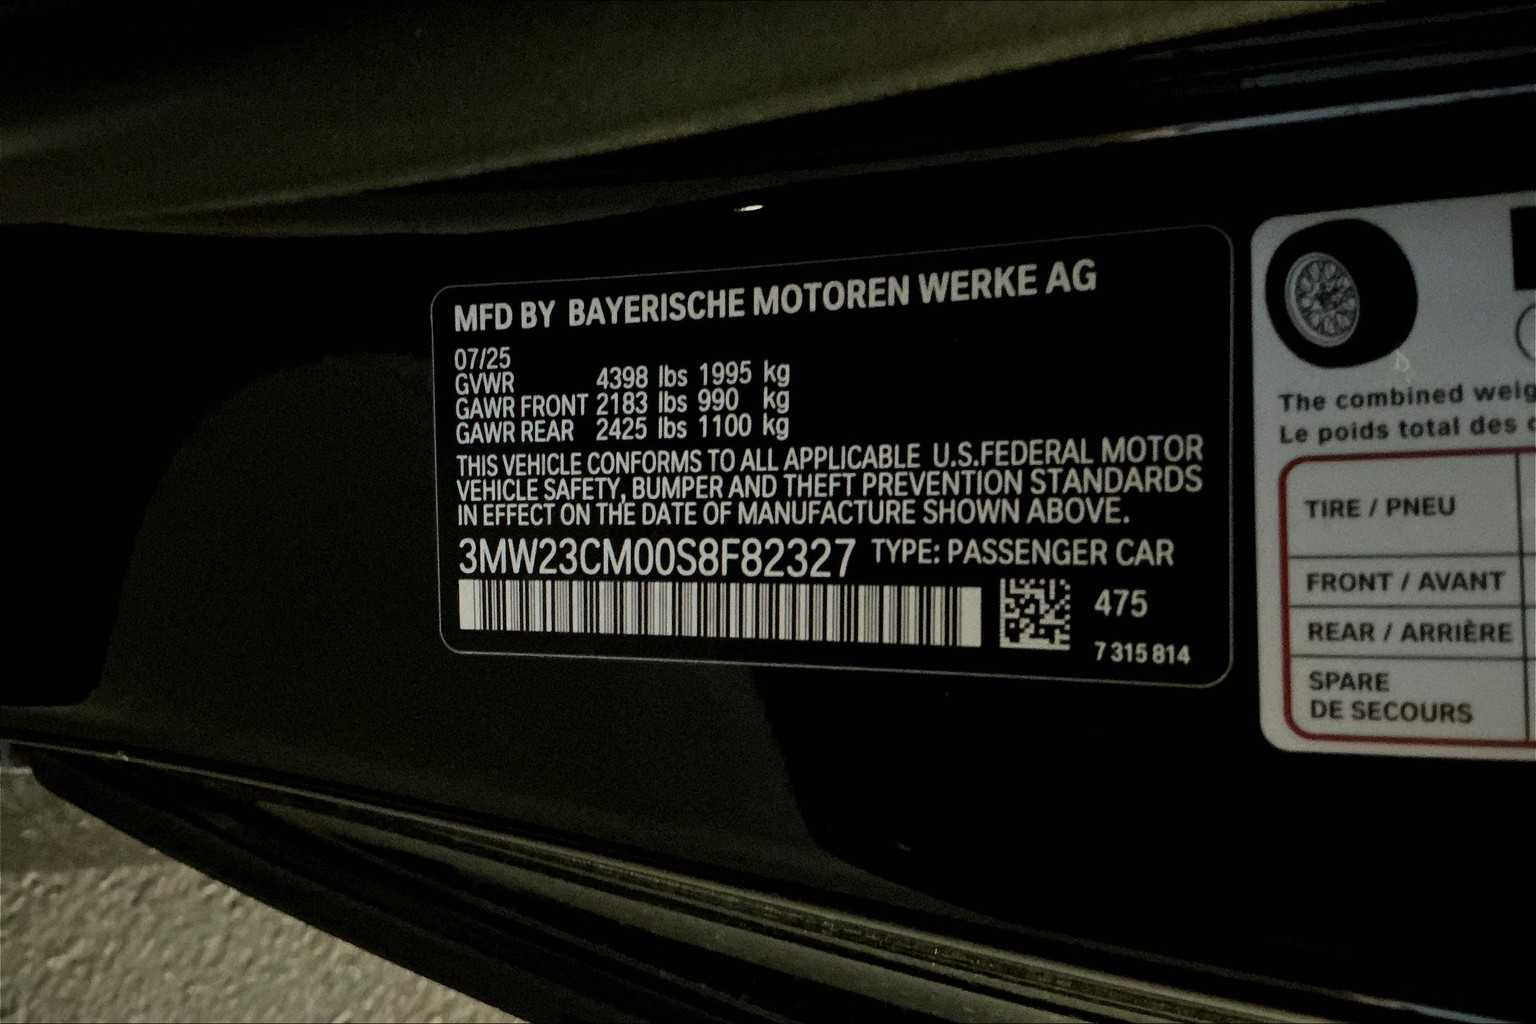 MFD BY BAYERISCHE MOTOREN WERKE AG
07/25
GVWR 4398 lbs 1995 kg
GAWR FRONT 2183 lbs 990 kg
GAWR REAR 2425 lbs 1100 kg
THIS VEHICLE CONFORMS TO ALL APPLICABLE U.S.FEDERAL MOTOR
VEHICLE SAFETY, BUMPER AND THEFT PREVENTION STANDARDS
IN EFFECT ON THE DATE OF MANUFACTURE SHOWN ABOVE.
3MW23CM00S8F82327 TYPE: PASSENGER CAR
475
7 315 814
The combined weig
Le poids total des
TIRE / PNEU
FRONT / AVANT
REAR / ARRIÈRE
SPARE
DE SECOURS